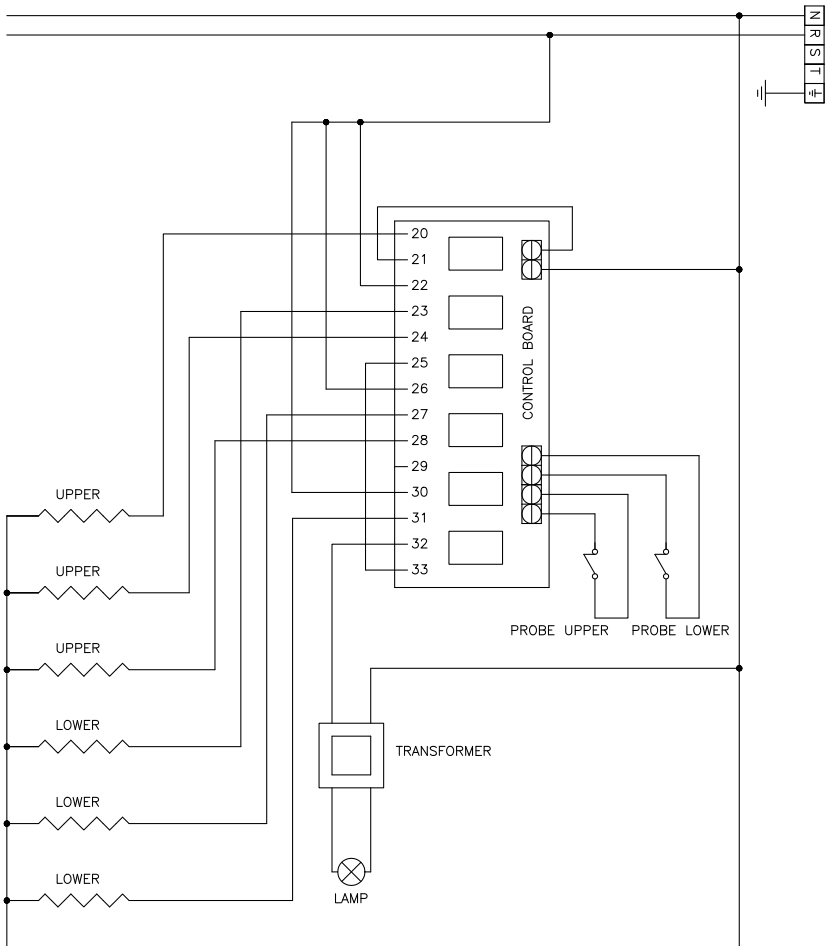 N
R
S
T
20
21
22
23
24
25
26
27
28
29
30
31
32
33
CONTROL BOARD
UPPER
UPPER
UPPER
LOWER
LOWER
LOWER
PROBE UPPER
PROBE LOWER
TRANSFORMER
LAMP